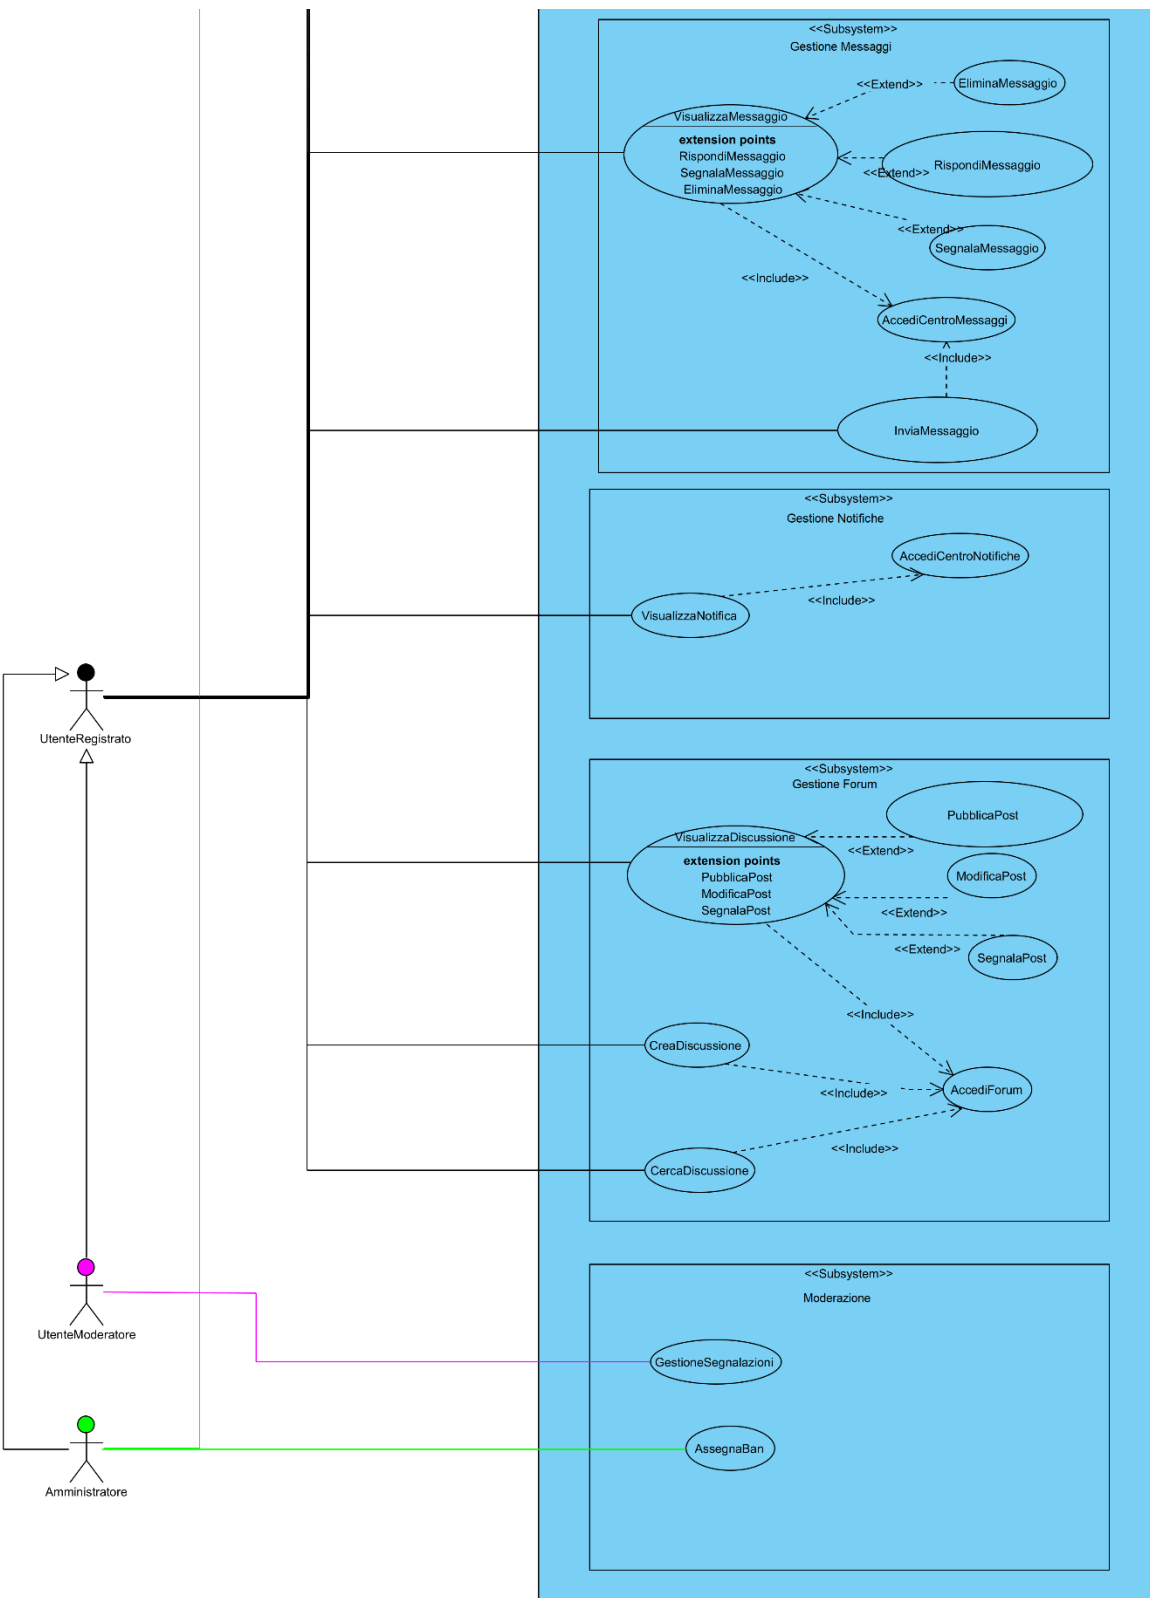 <<Subsystem>>
Gestione Messaggi
<<Extend>>
EliminaMessaggio
VisualizzaMessaggio
extension points
RispondiMessaggio
SegnalaMessaggio
EliminaMessaggio
RispondiMessaggio
<<Extend>>
<<Extend>>
SegnalaMessaggio
<<Include>>
AccediCentroMessaggi
<<Include>>
InviaMessaggio
<<Subsystem>>
Gestione Notifiche
AccediCentroNotifiche
<<Include>>
VisualizzaNotifica
UtenteRegistrato
<<Subsystem>>
Gestione Forum
PubblicaPost
VisualizzaDiscussione
<<Extend>>
extension points
PubblicaPost
ModificaPost
SegnalaPost
ModificaPost
<<Extend>>
<<Extend>>
SegnalaPost
<<Include>>
CreaDiscussione
<<Include>>
AccediForum
<<Include>>
CercaDiscussione
<<Subsystem>>
Moderazione
UtenteModeratore
GestioneSegnalazioni
AssegnaBan
Amministratore